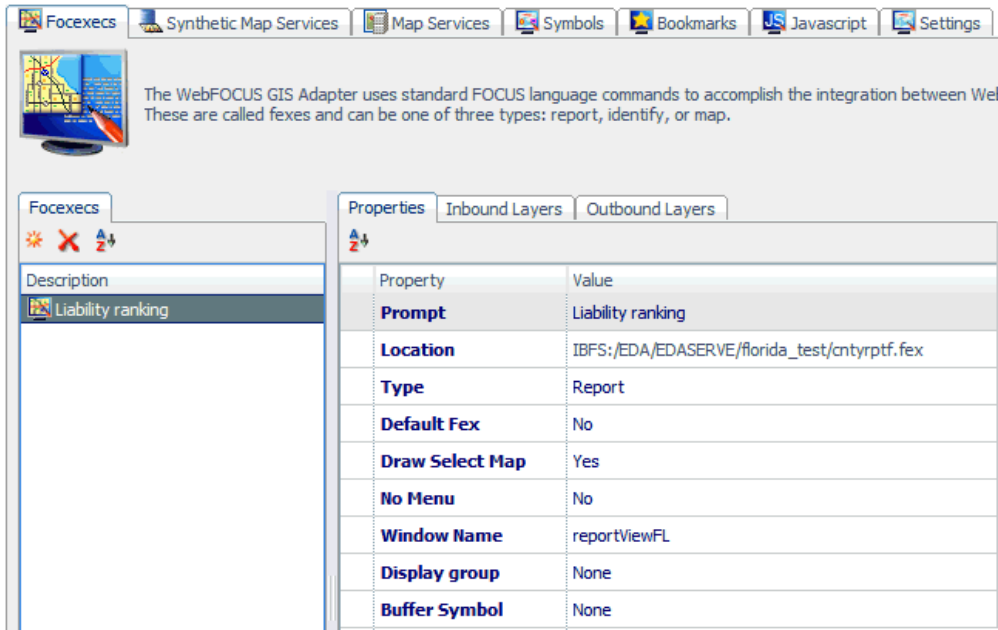 Focexecs Synthetic Map Services Map Services Symbols Bookmarks JS Javascript Settings
The WebFOCUS GIS Adapter uses standard FOCUS language commands to accomplish the integration between
These are called fexes and can be one of three types: report, identify, or map.
Focexecs
Properties Inbound Layers Outbound Layers
A Z
A Z
Description
Property Value
Liability ranking
Prompt Liability ranking
Location IBFS:/EDA/EDASERVE/florida_test/cntyrptf.fex
Type Report
Default Fex No
Draw Select Map Yes
No Menu No
Window Name reportViewFL
Display group None
Buffer Symbol None